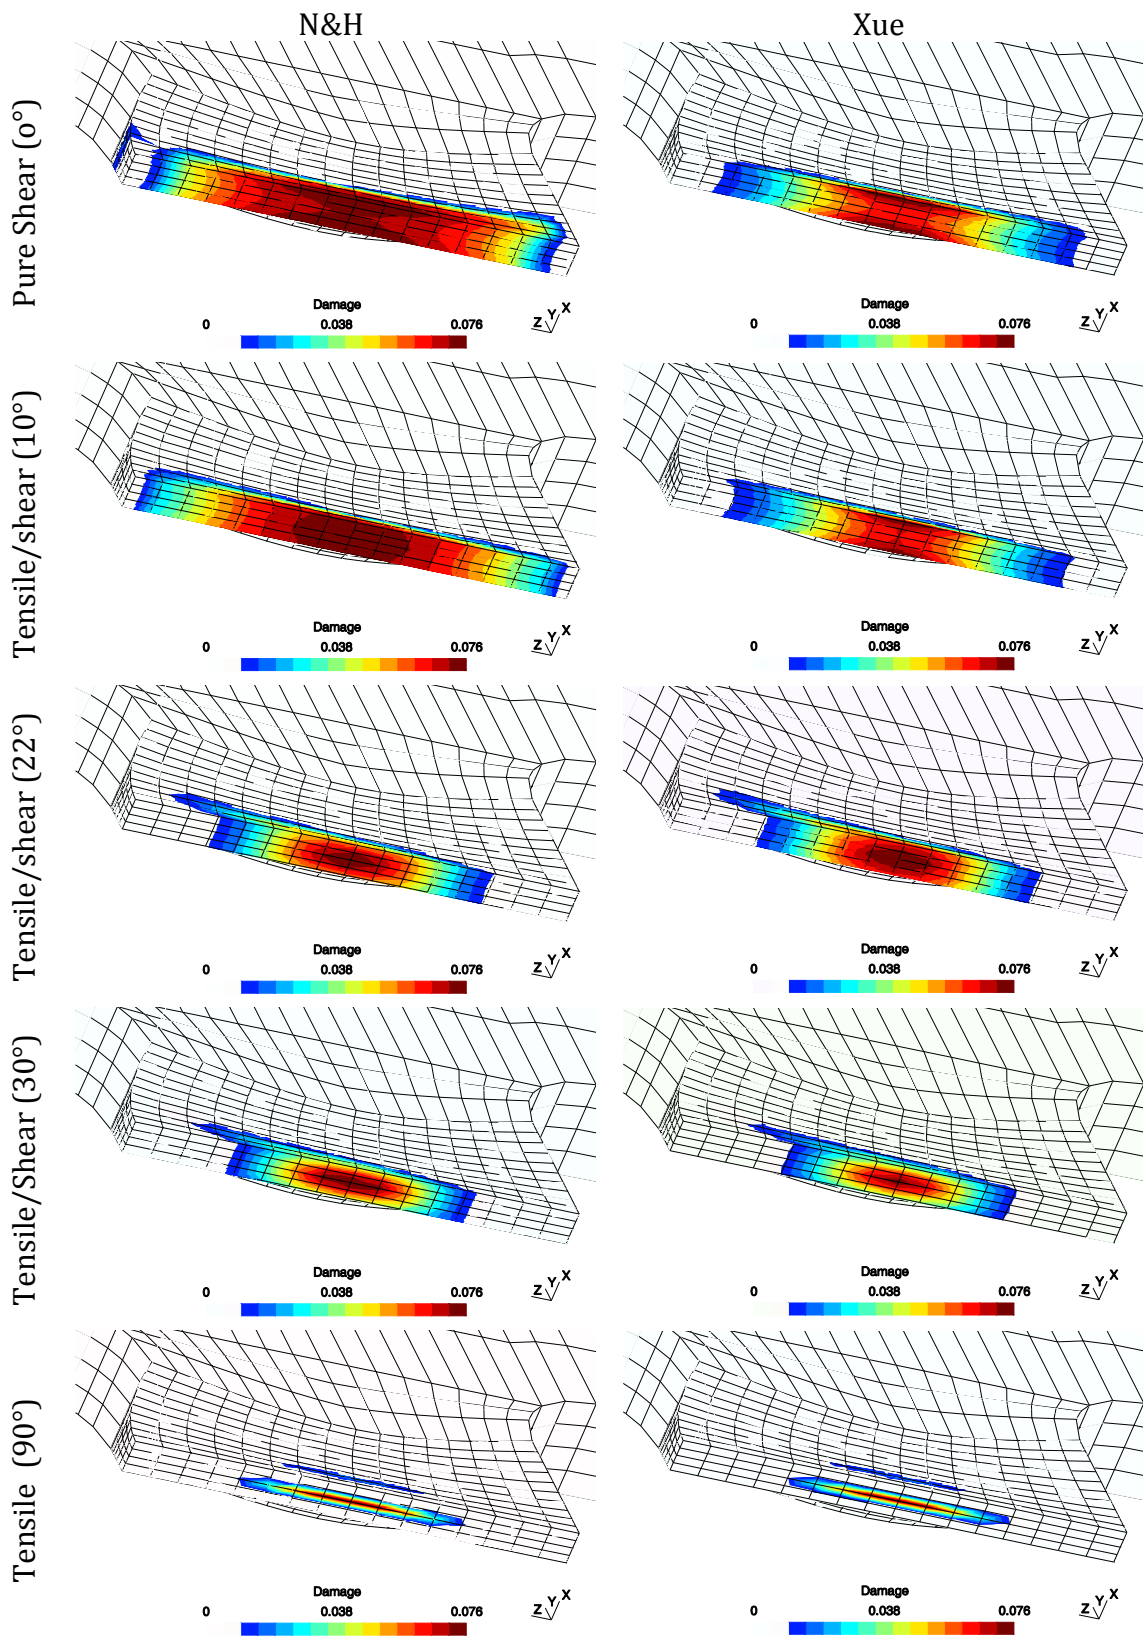 N&H Xue
Pure Shear (0°)
Damage Damage
0 0.038 0.076 Z Y X 0 0.038 0.076 Z Y X
Tensile/shear (10°)
Damage Damage
0 0.038 0.076 Z Y X 0 0.038 0.076 Z Y X
Tensile/shear (22°)
Damage Damage
0 0.038 0.076 Z Y X 0 0.038 0.076 Z Y X
Tensile/Shear (30°)
Damage Damage
0 0.038 0.076 Z Y X 0 0.038 0.076 Z Y X
Tensile (90°)
Damage Damage
0 0.038 0.076 Z Y X 0 0.038 0.076 Z Y X